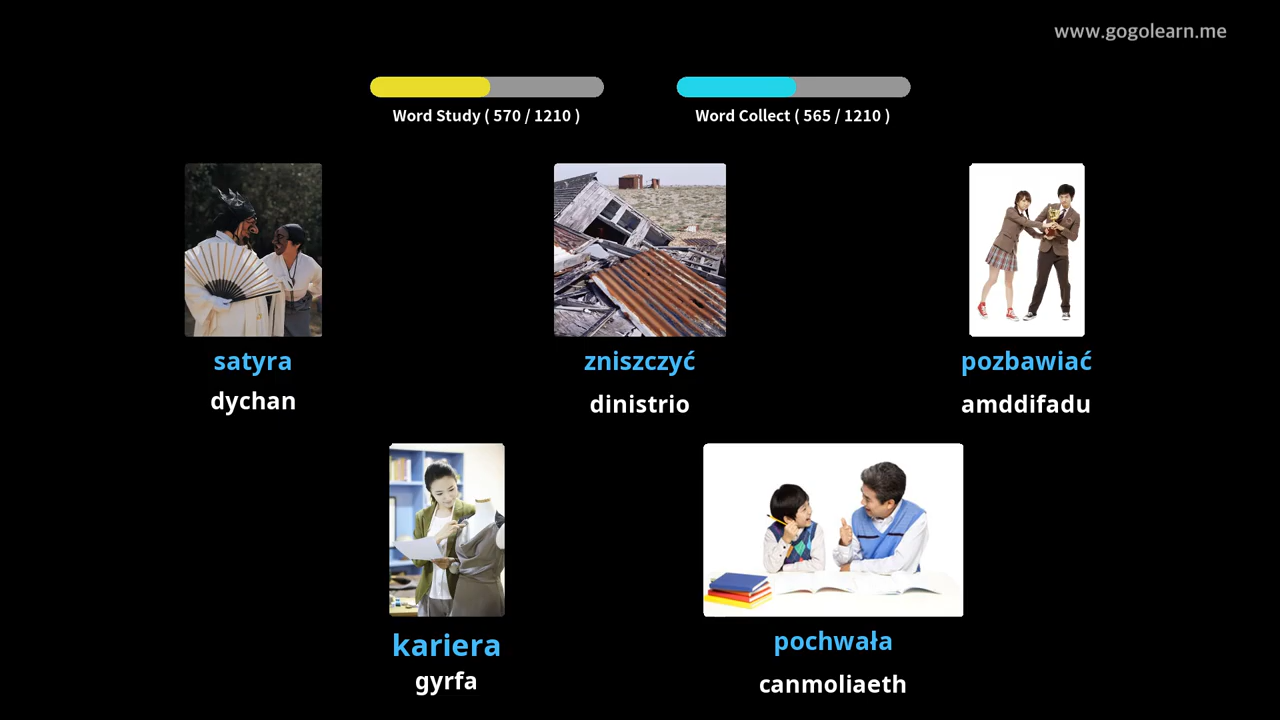 www.gogolearn.me
Word Study ( 570 / 1210 )
Word Collect ( 565 / 1210 )
satyra
dychan
zniszczyć
dinistrio
pozbawiać
amddifadu
kariera
gyrfa
pochwała
canmoliaeth